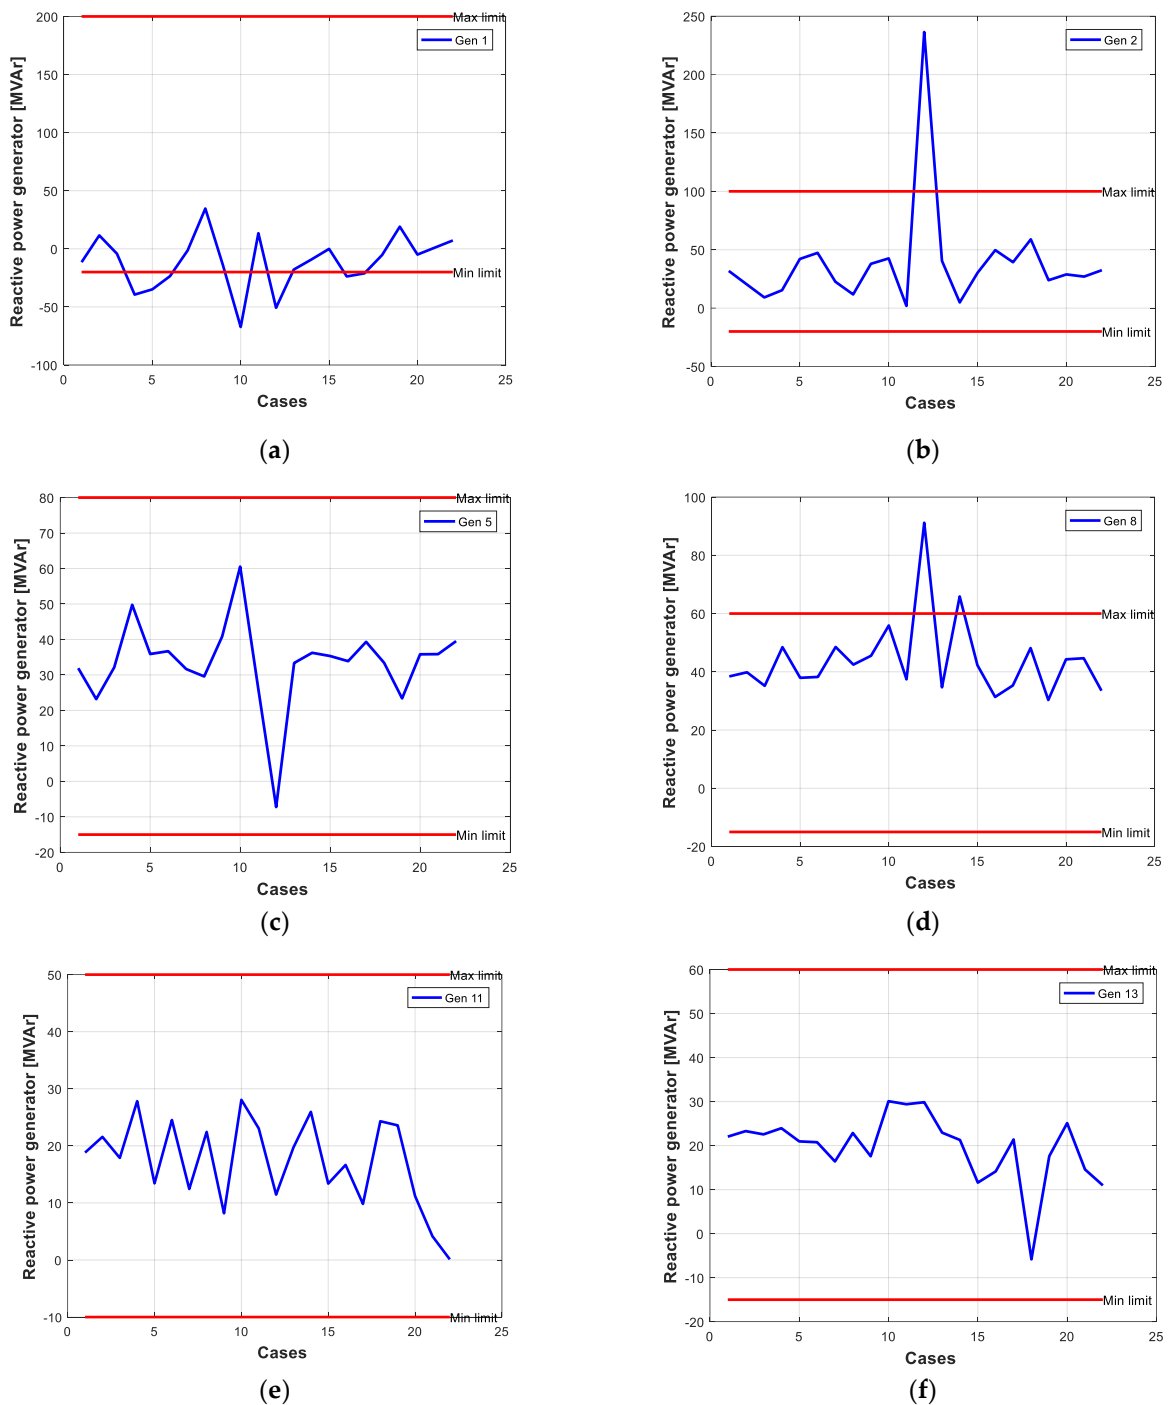 200
150
100
50
0
-50
-100
0
5
10
15
20
25
Reactive power generator [MVAr]
Cases
Max limit
Gen 1
Min limit
(a)
250
200
150
100
50
0
-50
0
5
10
15
20
25
Reactive power generator [MVAr]
Cases
Gen 2
Max limit
Min limit
(b)
80
70
60
50
40
30
20
10
0
-10
-20
0
5
10
15
20
25
Reactive power generator [MVAr]
Cases
Max limit
Gen 5
Min limit
(c)
100
80
60
40
20
0
-20
0
5
10
15
20
25
Reactive power generator [MVAr]
Cases
Gen 8
Max limit
Min limit
(d)
50
40
30
20
10
0
-10
0
5
10
15
20
25
Reactive power generator [MVAr]
Cases
Max limit
Gen 11
Min limit
(e)
60
50
40
30
20
10
0
-10
-20
0
5
10
15
20
25
Reactive power generator [MVAr]
Cases
Max limit
Gen 13
Min limit
(f)